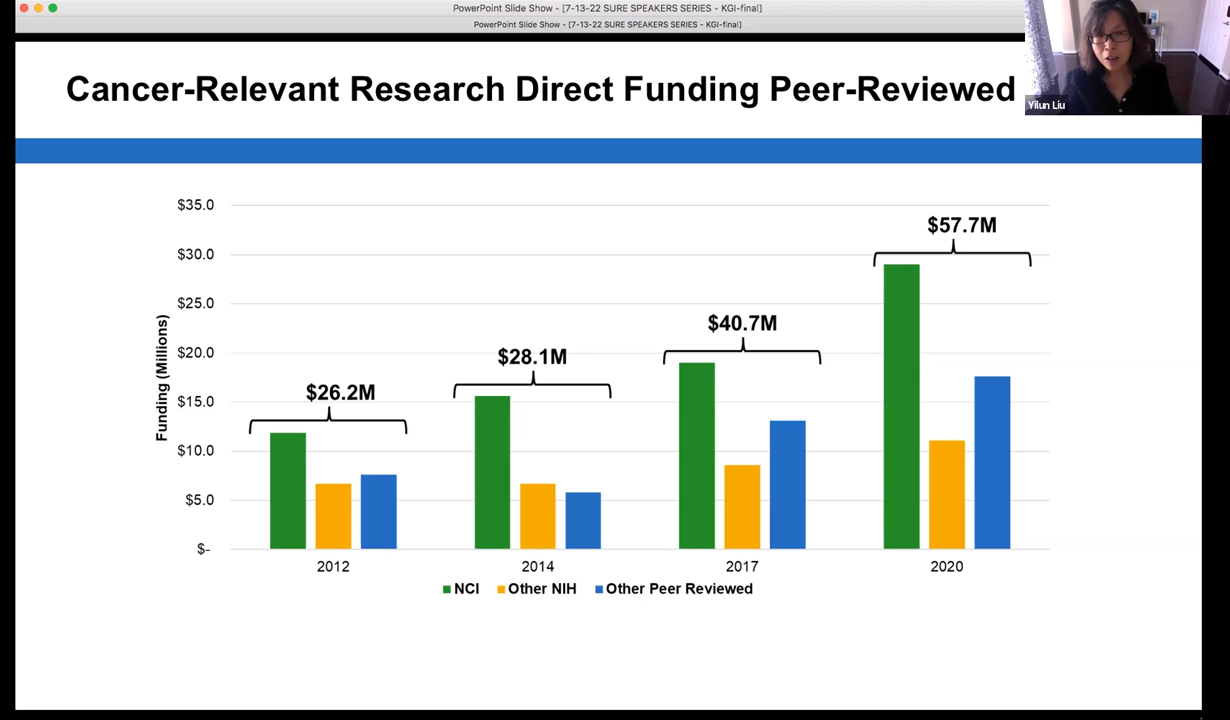 PowerPoint Slide Show - [7-13-22 SURE SPEAKERS SERIES - KGI-final]
PowerPoint Slide Show - [7-13-22 SURE SPEAKERS SERIES - KGI-final]
Cancer-Relevant Research Direct Funding Peer-Reviewed
Yilun Liu
Funding (Millions)
$35.0
$30.0
$25.0
$20.0
$15.0
$10.0
$5.0
$-
$26.2M
$28.1M
$40.7M
$57.7M
2012 2014 2017 2020
NCI Other NIH Other Peer Reviewed